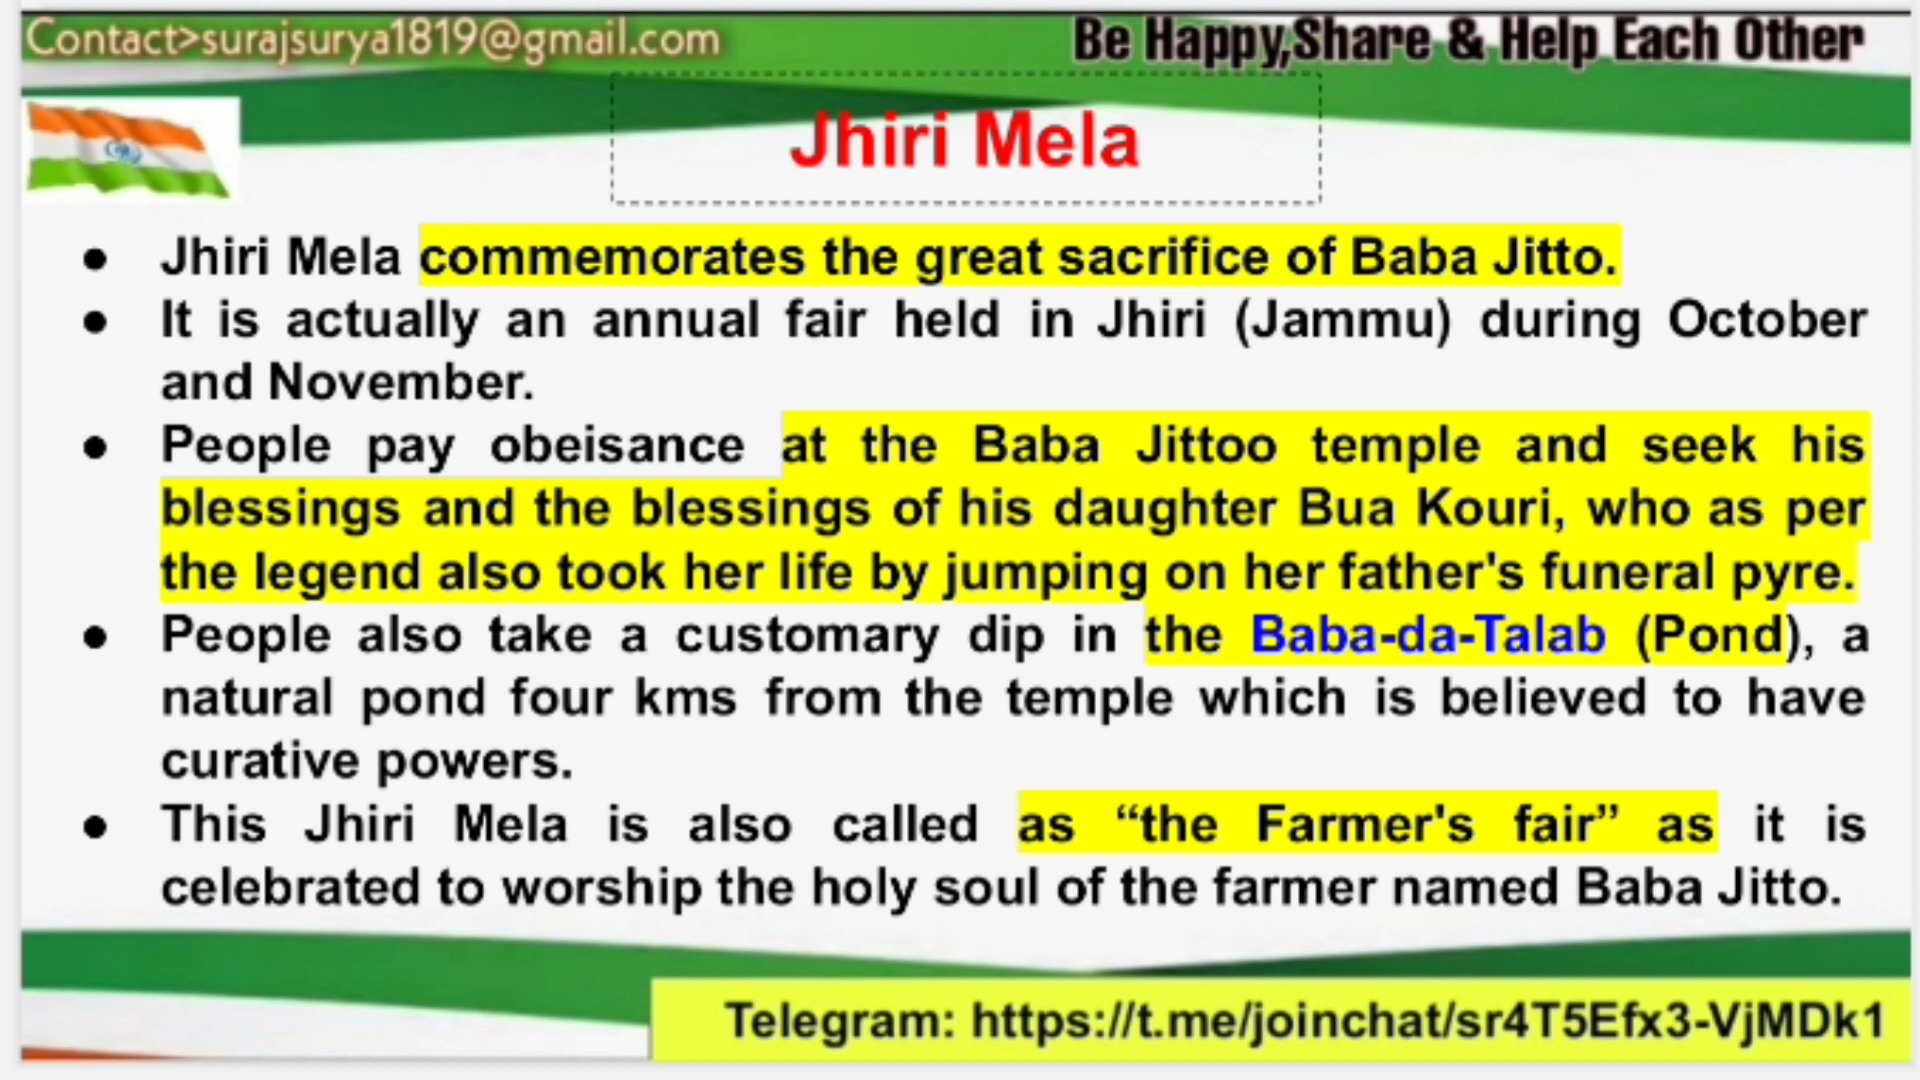 Contact>surajsurya1819@gmail.com
Be Happy,Share & Help Each Other
Jhiri Mela
● Jhiri Mela commemorates the great sacrifice of Baba Jitto.
● It is actually an annual fair held in Jhiri (Jammu) during October
and November.
● People pay obeisance at the Baba Jittoo temple and seek his
blessings and the blessings of his daughter Bua Kouri, who as per
the legend also took her life by jumping on her father's funeral pyre.
● People also take a customary dip in the Baba-da-Talab (Pond), a
natural pond four kms from the temple which is believed to have
curative powers.
● This Jhiri Mela is also called as “the Farmer's fair” as it is
celebrated to worship the holy soul of the farmer named Baba Jitto.
Telegram: https://t.me/joinchat/sr4T5Efx3-VjMDk1